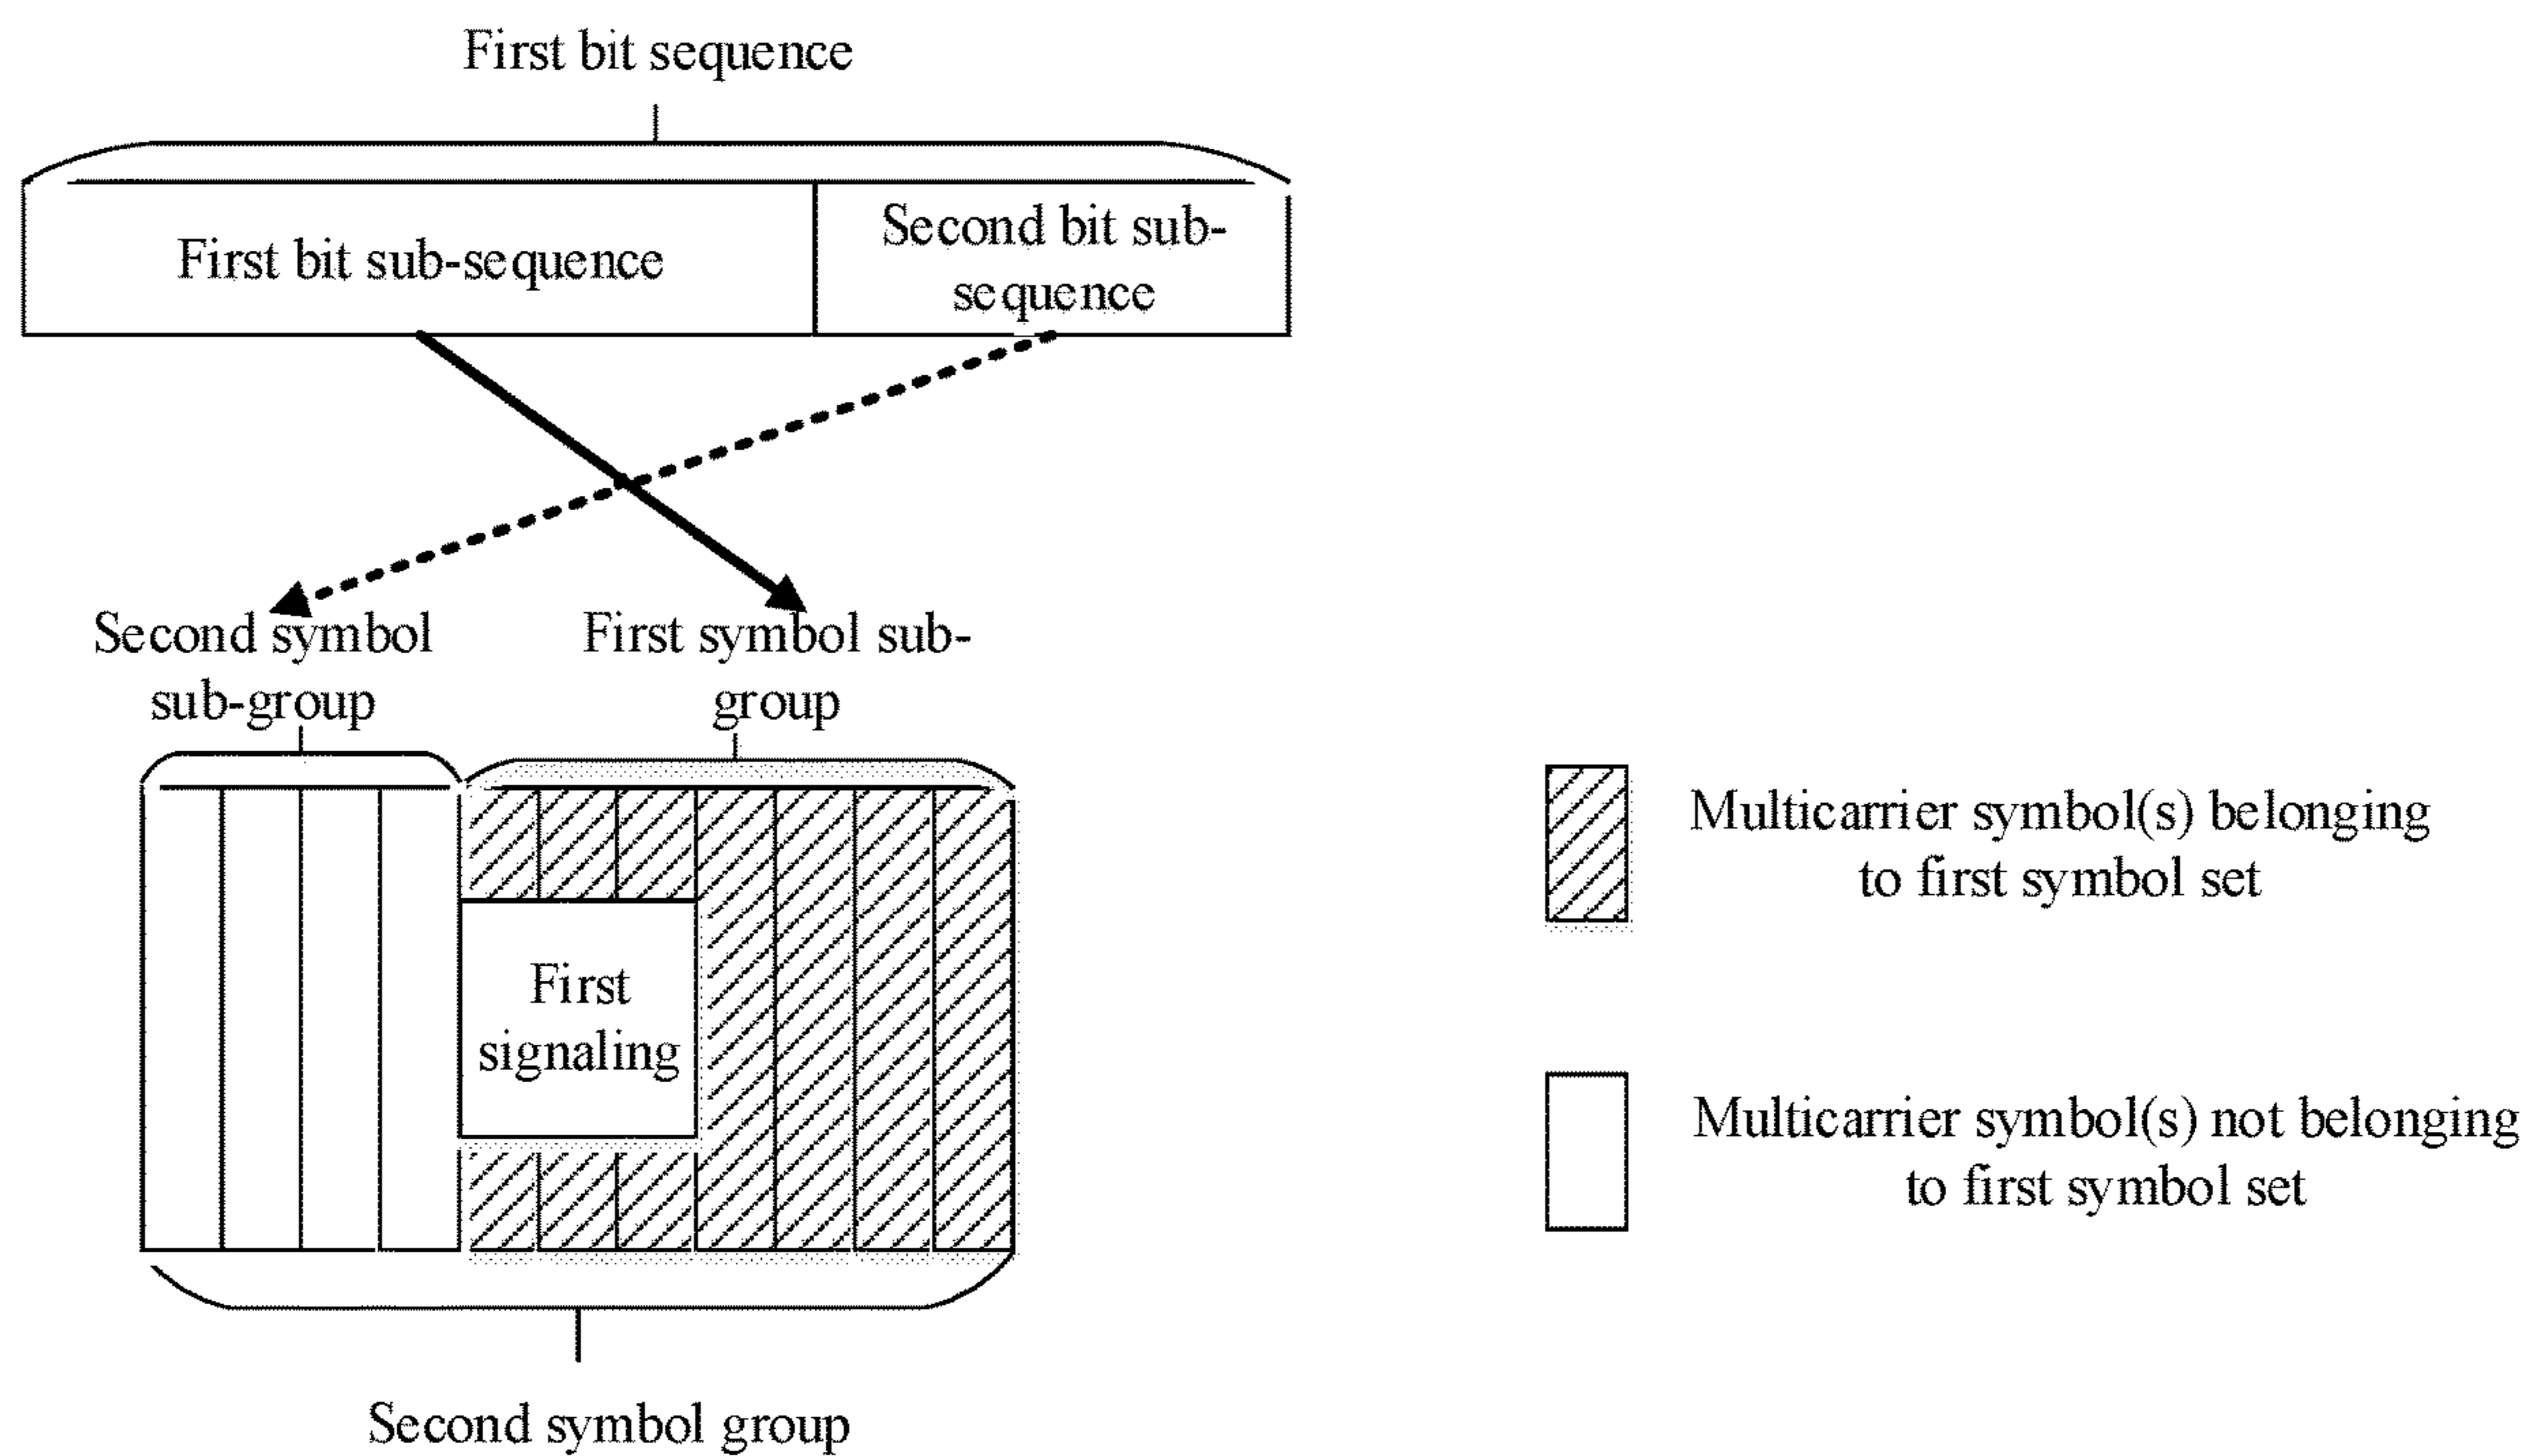 First bit sequence
First bit sub-sequence
Second bit sub-
sequence
Second symbol
sub-group
First symbol sub-
group
First
signaling
Second symbol group
Multicarrier symbol(s) belonging
to first symbol set
Multicarrier symbol(s) not belonging
to first symbol set